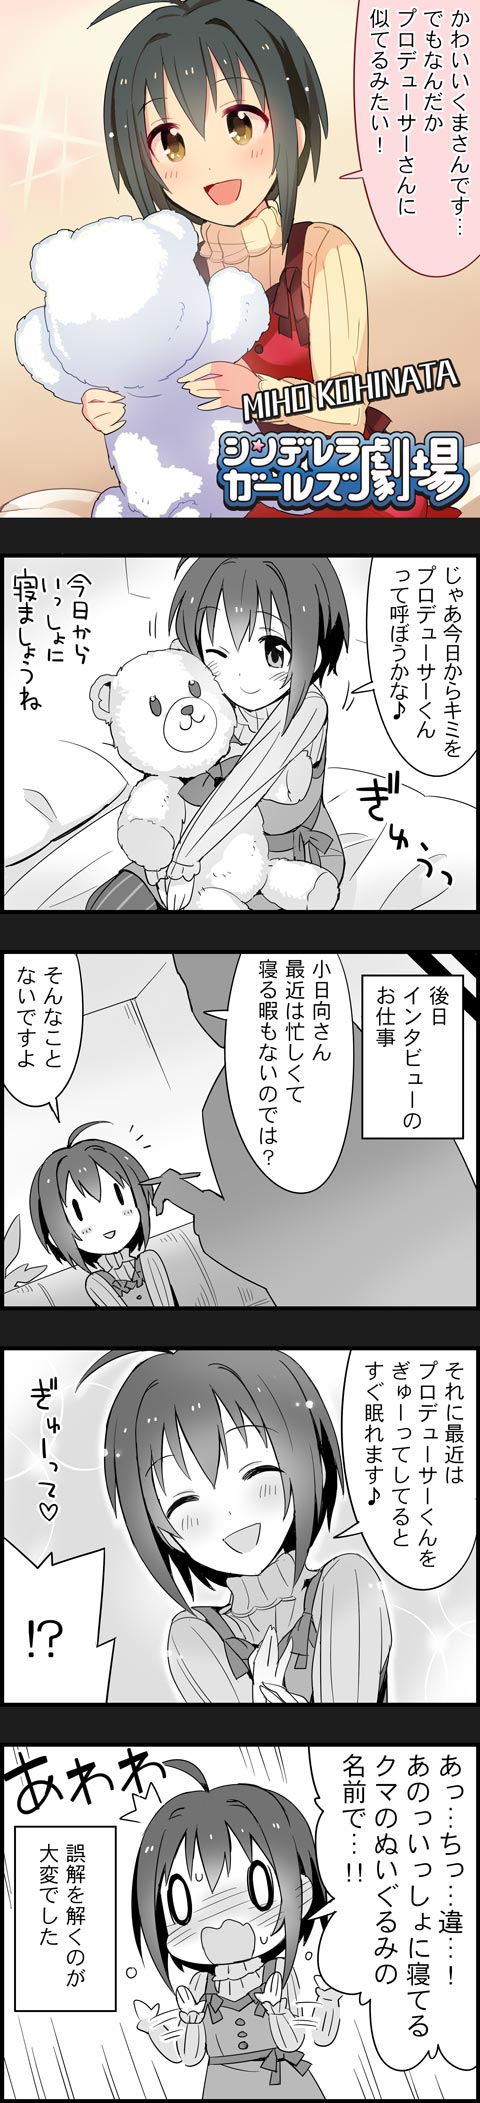 かわいいくまさんです…
でもなんだか
プロデューサーさんに
似てるみたい！
MIHO KOHINATA
シンデレラ
ガールズ劇場
じゃあ今日からキミを
プロデューサーくん
って呼ぼうかな♪
ぎゅうっ
今日から
いっしょに
寝ましょうね
後日
インタビューの
お仕事
小日向さん
最近は忙しくて
寝る暇もないのでは？
そんなこと
ないですよ
それに最近は
プロデューサーくんを
ぎゅーってしてると
すぐ眠れます♪
ぎゅーって♡
!?
あっ…ちっ…違…！
あのっいっしょに寝てる
クマのぬいぐるみの
名前で…!!
あわわ
誤解を解くのが
大変でした